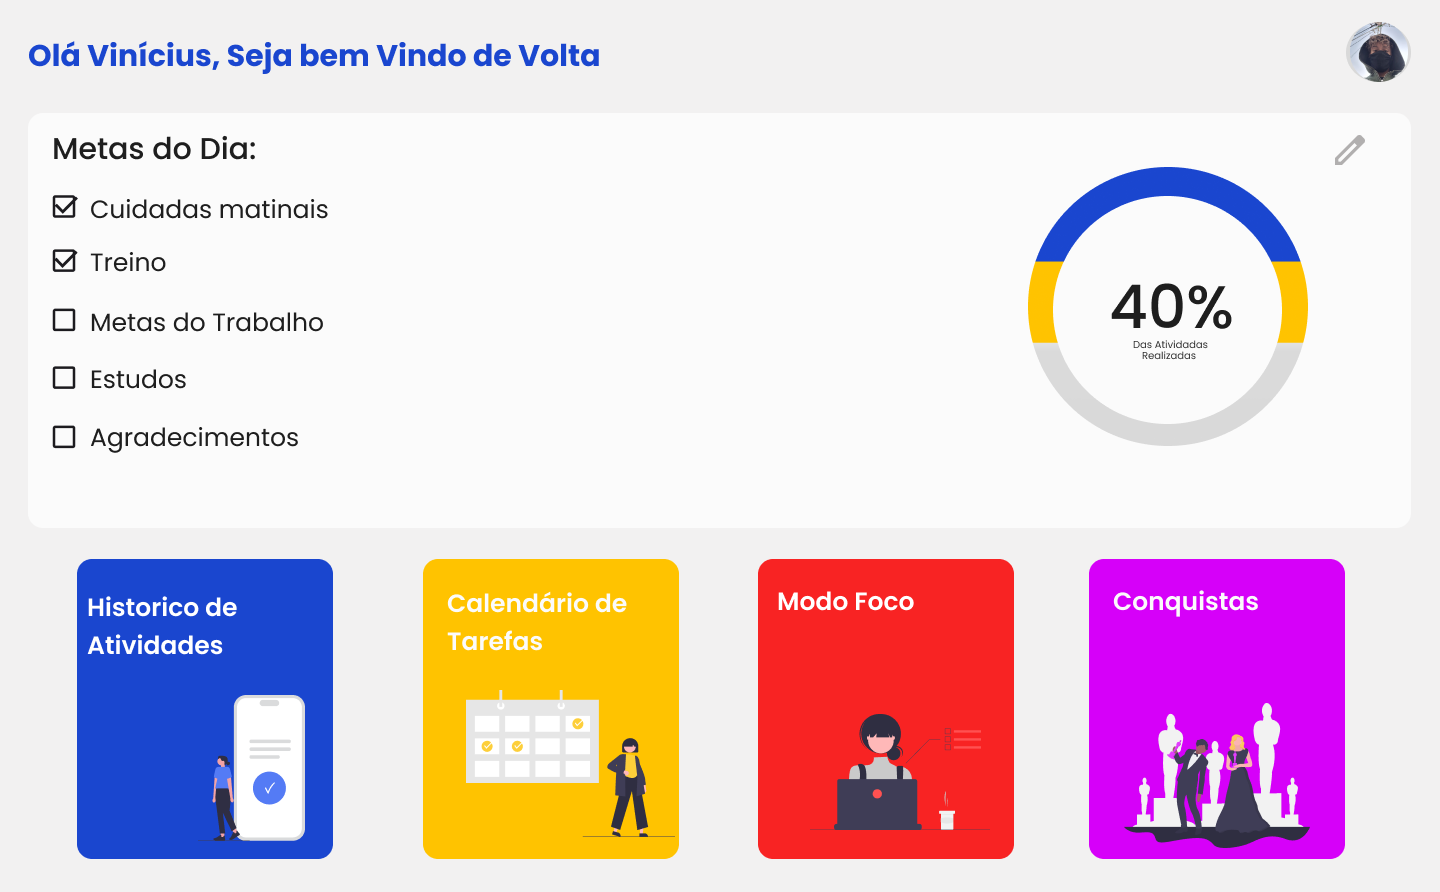 Olá Vinícius, Seja bem Vindo de Volta
Metas do Dia:
Cuidadas matinais
Treino
Metas do Trabalho
Estudos
Agradecimentos
40%
Das Atividadas
Realizadas
Historico de
Atividades
Calendário de
Tarefas
Modo Foco
Conquistas